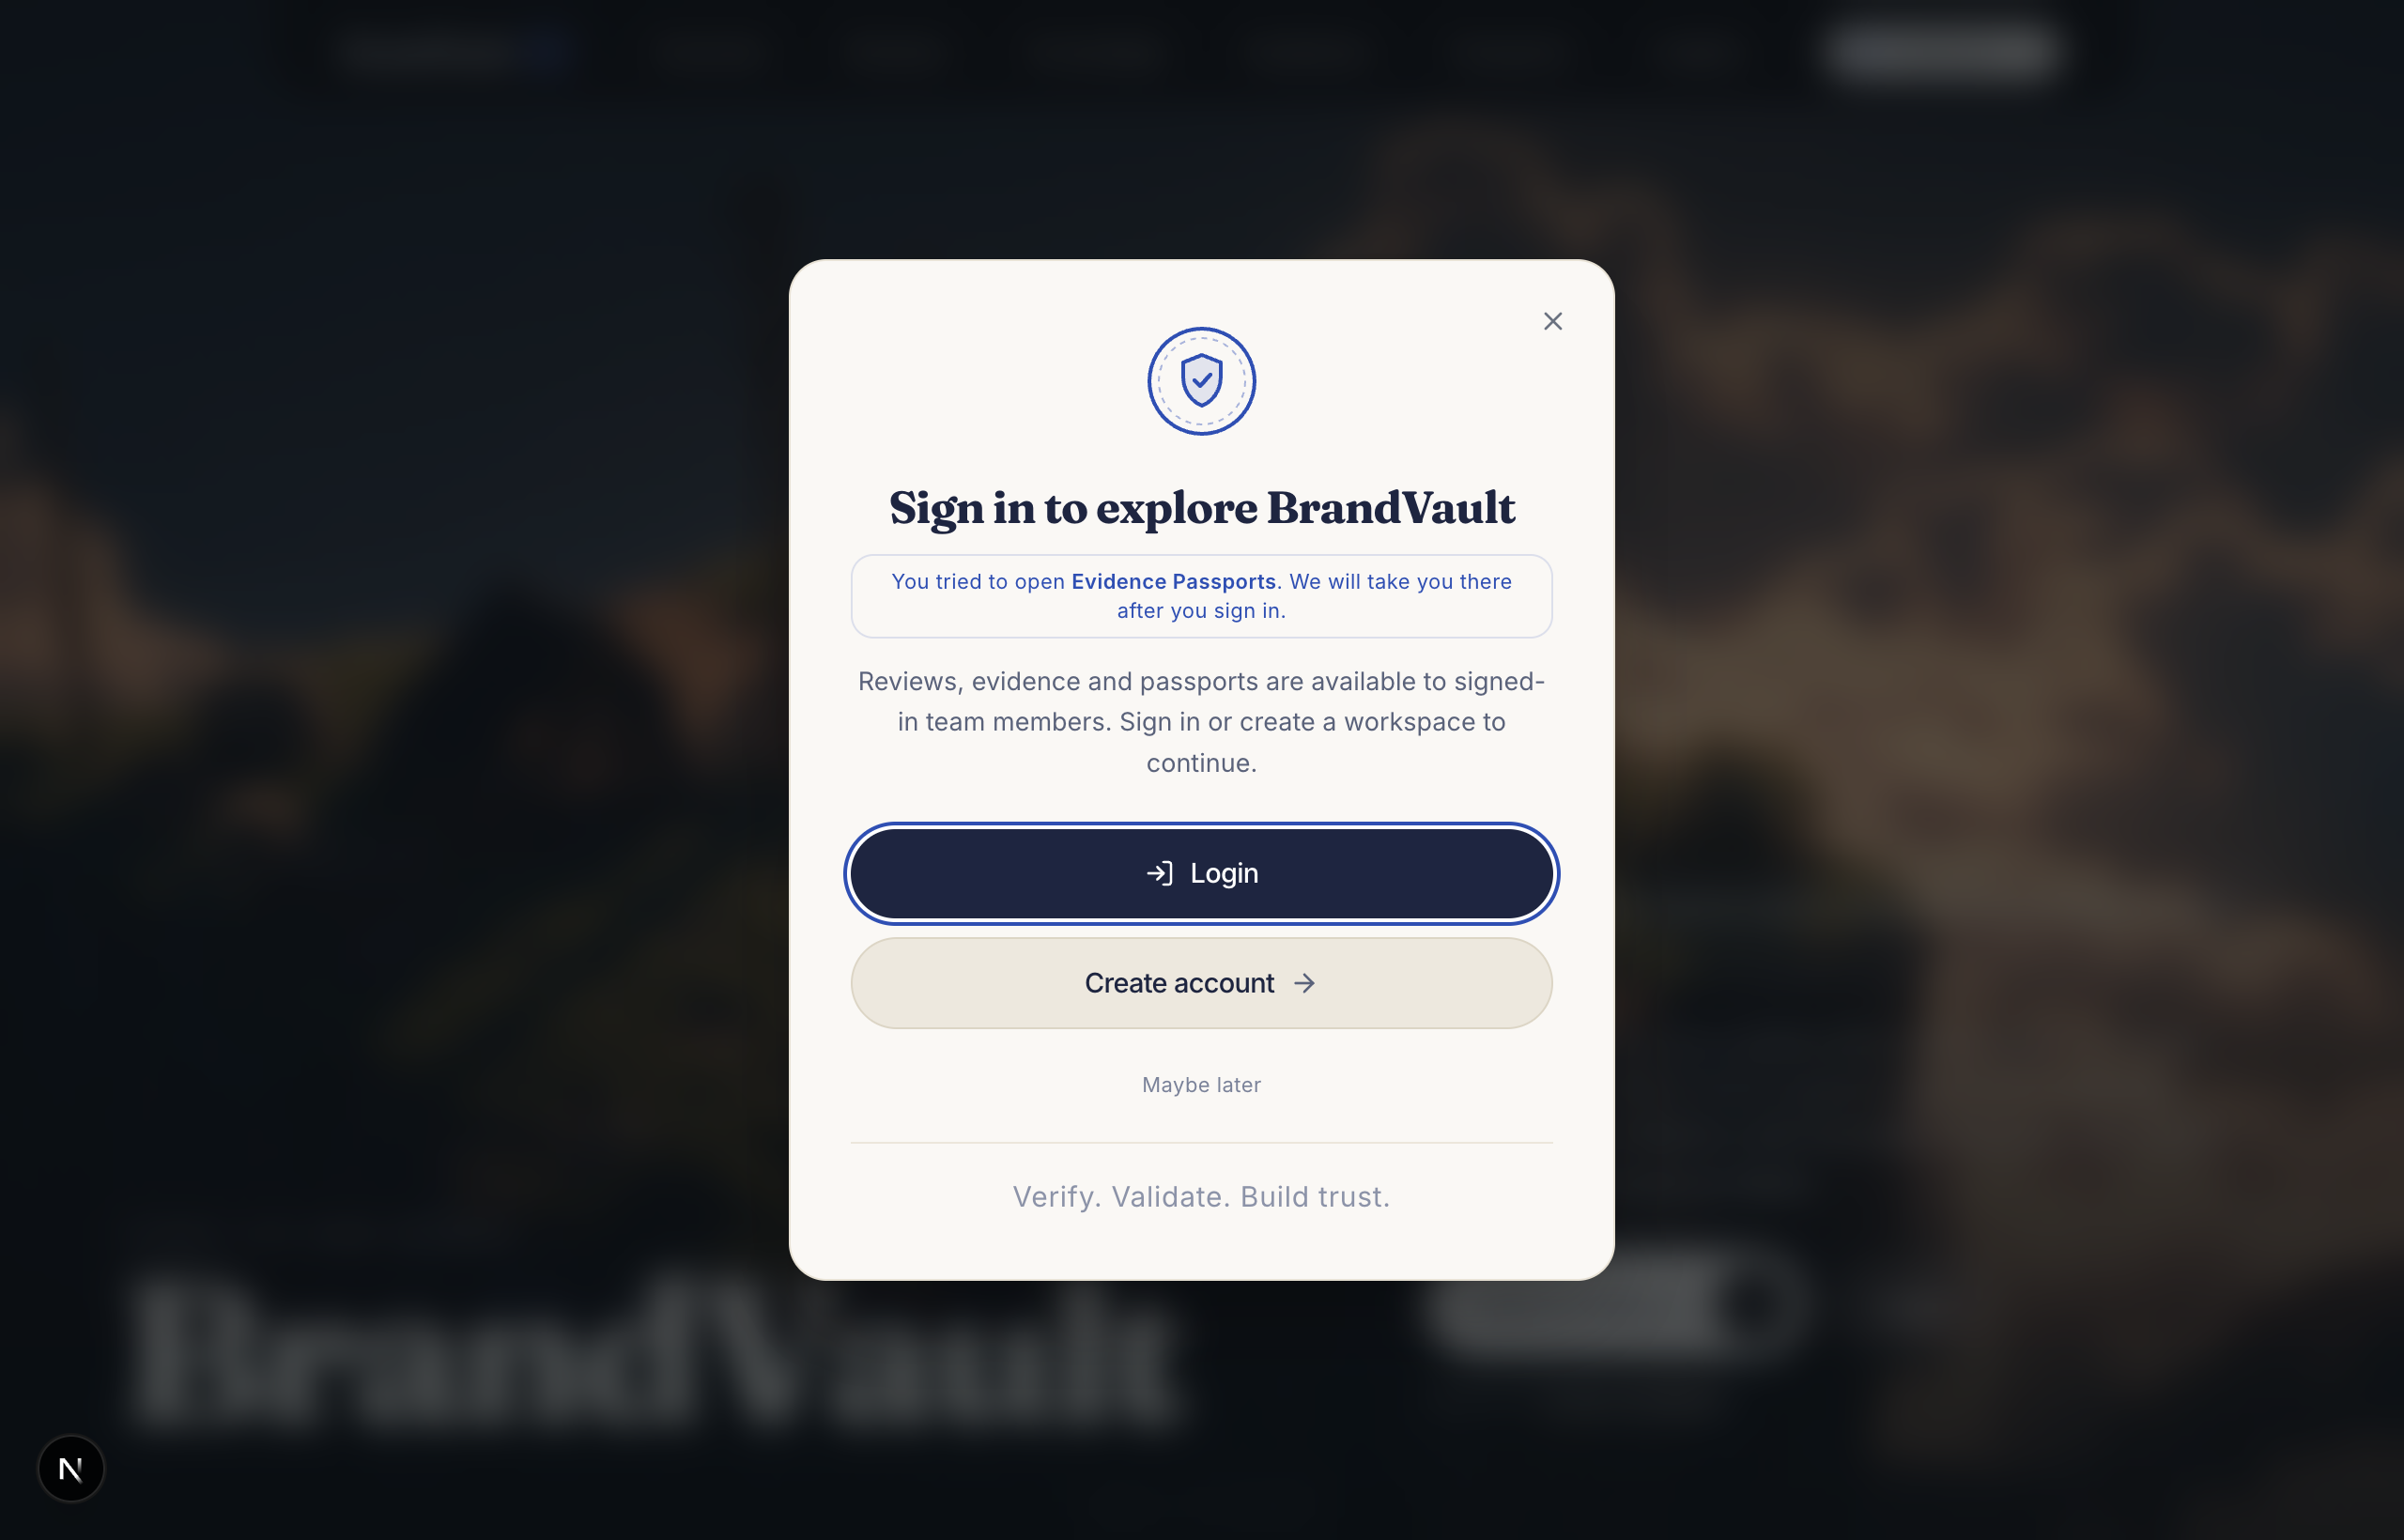 Sign in to explore BrandVault
You tried to open Evidence Passports. We will take you there
after you sign in.
Reviews, evidence and passports are available to signed-
in team members. Sign in or create a workspace to
continue.
Login
Create account
Maybe later
Verify. Validate. Build trust.
BrandVault
N